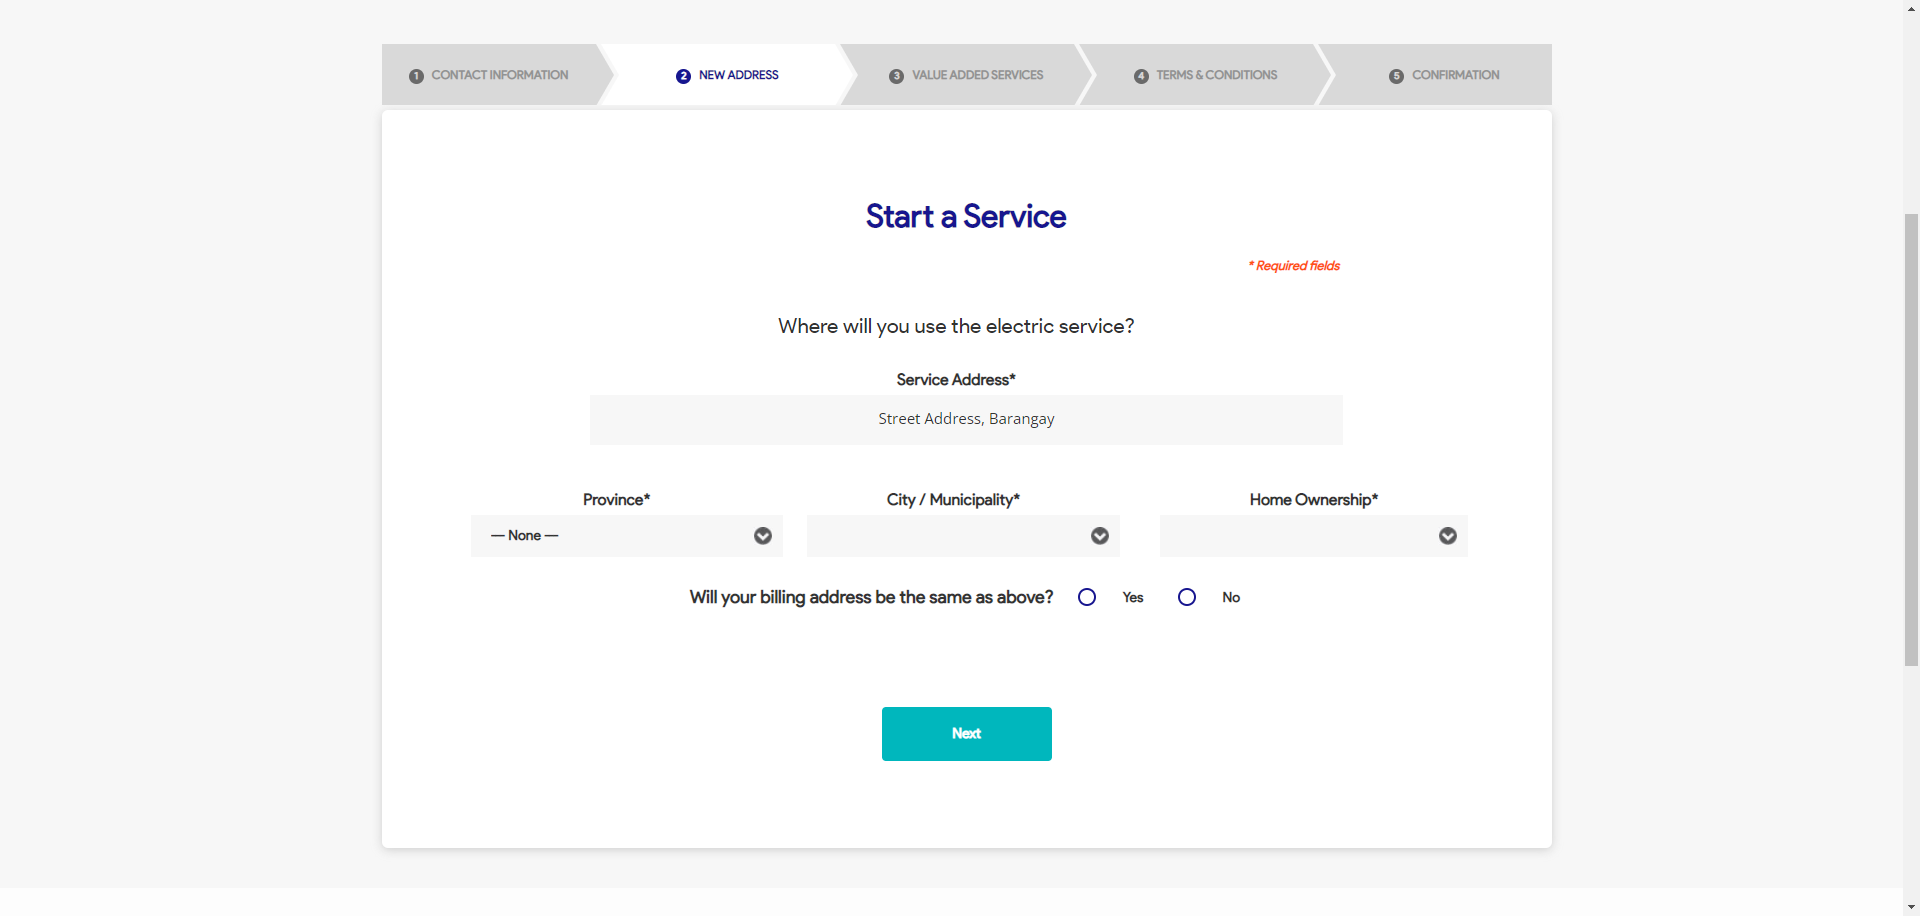 1 CONTACT INFORMATION
2 NEW ADDRESS
3 VALUE ADDED SERVICES
4 TERMS & CONDITIONS
5 CONFIRMATION
Start a Service
* Required fields
Where will you use the electric service?
Service Address*
Street Address, Barangay
Province*
City / Municipality*
Home Ownership*
— None —
Will your billing address be the same as above? Yes No
Next